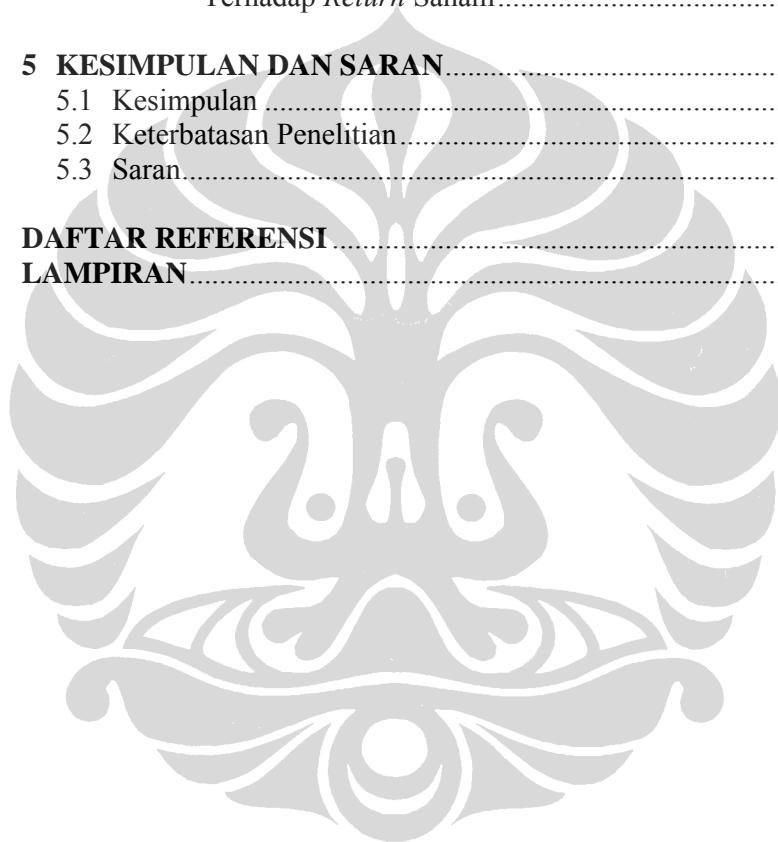 Terhadap Return Saham..............................
5 KESIMPULAN DAN SARAN..............................
5.1 Kesimpulan ..............................
5.2 Keterbatasan Penelitian..............................
5.3 Saran..............................
DAFTAR REFERENSI..............................
LAMPIRAN..............................